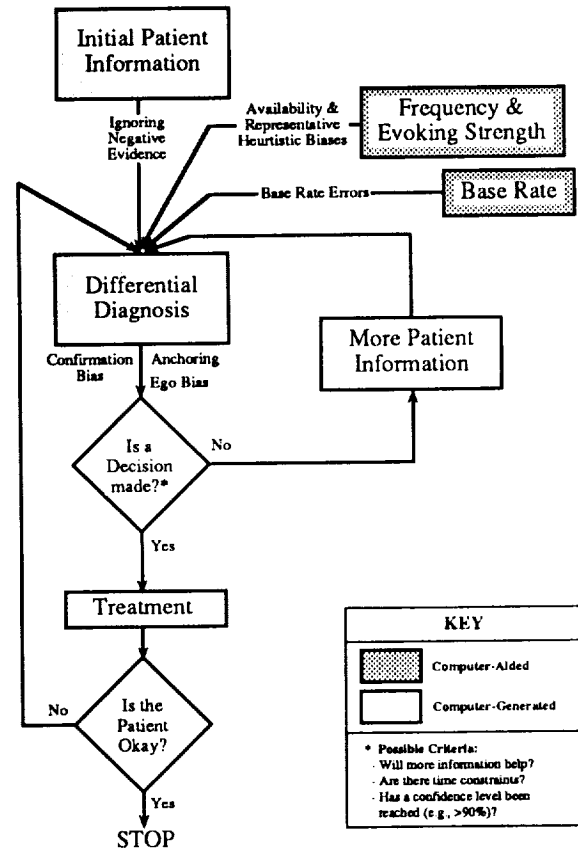 Initial Patient
Information
Ignoring
Negative
Evidence
Availability &
Representative
Heurtistic Biases
Frequency &
Evoking Strength
Base Rate Errors
Base Rate
Differential
Diagnosis
More Patient
Information
Confirmation
Bias
Anchoring
Ego Bias
Is a
Decision
made?*
No
Yes
Treatment
Is the
Patient
Okay?
No
Yes
STOP
KEY
Computer-Aided
Computer-Generated
* Possible Criteria:
- Will more information help?
- Are there time constraints?
- Has a confidence level been
reached (e.g., >90%)?